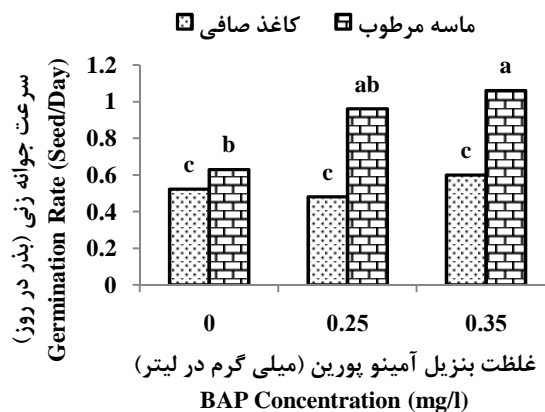 کاغذ صافی ماسه مرطوب
سرعت جوانه زنی (بذر در روز)
Germination Rate (Seed/Day)
1.2
1
0.8
0.6
0.4
0.2
0
c b c ab c a
0 0.25 0.35
غلظت بنزیل آمینو پورین (میلی گرم در لیتر)
BAP Concentration (mg/l)